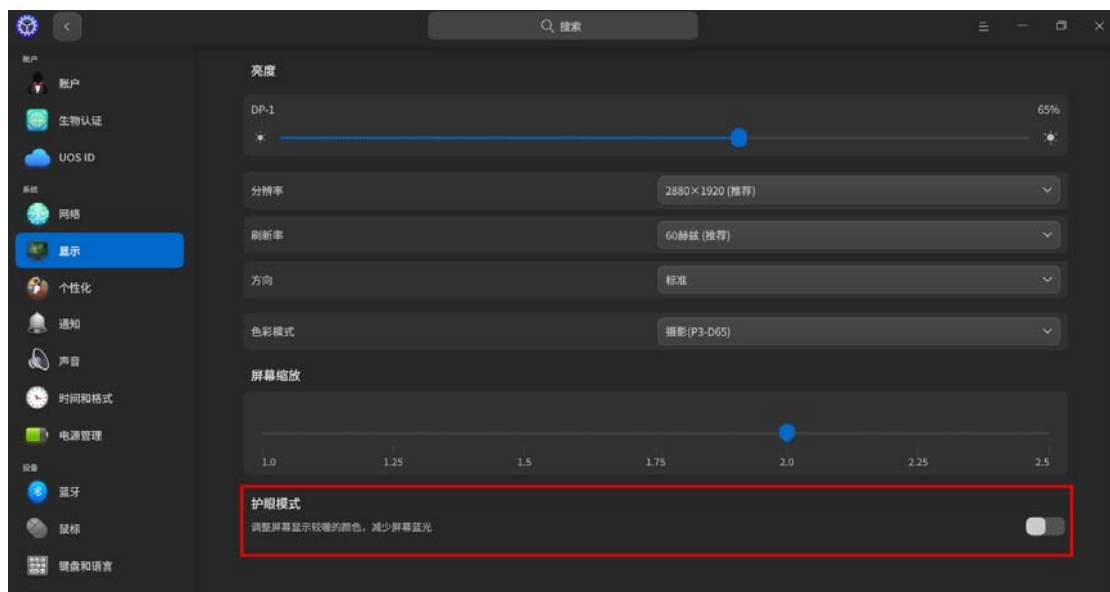 搜索
账户
账户
生物认证
UOS ID
系统
网络
显示
个性化
通知
声音
时间和格式
电源管理
设备
蓝牙
鼠标
键盘和语言
亮度
DP-1 65%
分辨率 2880×1920 (推荐)
刷新率 60赫兹 (推荐)
方向 标准
色彩模式 摄影(P3-D65)
屏幕缩放
1.0 1.25 1.5 1.75 2.0 2.25 2.5
护眼模式
调整屏幕显示较暖的颜色，减少屏幕蓝光